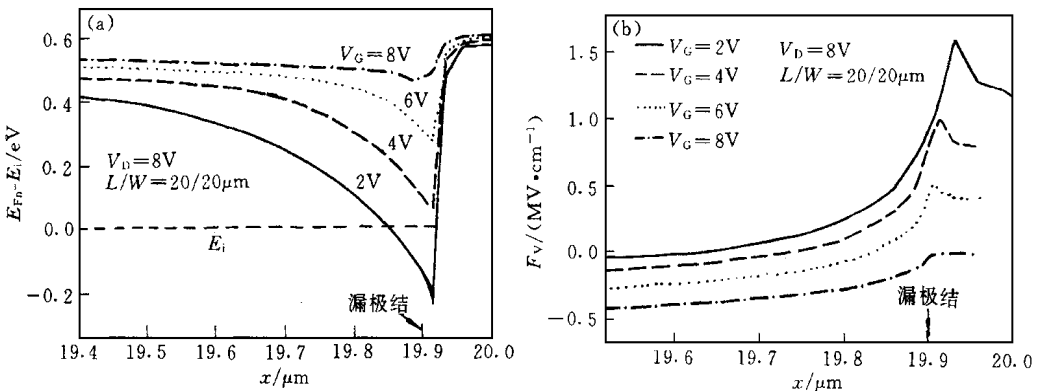 (a)
0.6
0.4
0.2
0.0
-0.2
E_Fn-E_i/eV
V_G=8V
6V
4V
2V
V_D=8V
L/W=20/20μm
E_i
漏极结
19.4 19.5 19.6 19.7 19.8 19.9 20.0
x/μm
(b)
1.5
1.0
0.5
0.0
-0.5
F_V/(MV•cm⁻¹)
V_G=2V V_D=8V
V_G=4V L/W=20/20μm
V_G=6V
V_G=8V
漏极结
19.6 19.7 19.8 19.9 20.0
x/μm